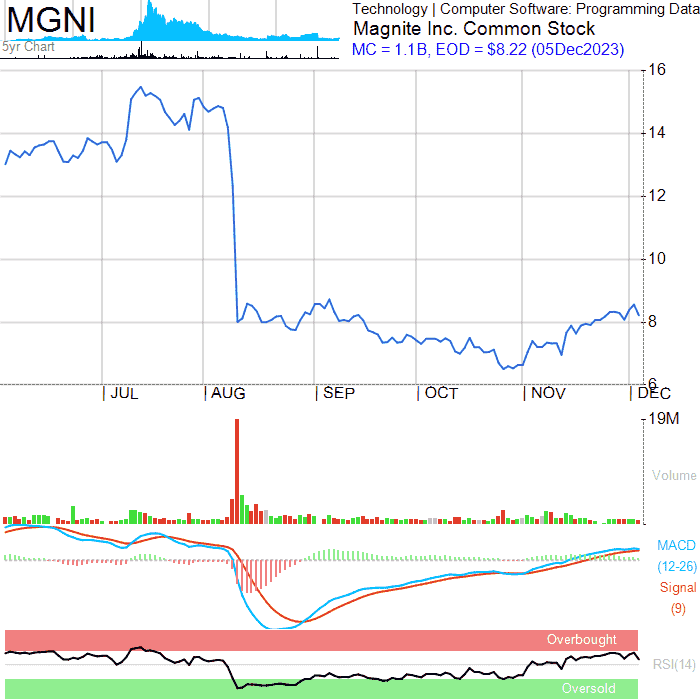 MGNI
5yr Chart
Technology | Computer Software: Programming Data
Magnite Inc. Common Stock
MC = 1.1B, EOD = $8.22 (05Dec2023)
16
14
12
10
8
6
| JUL | AUG | SEP | OCT | NOV | DEC
19M
Volume
MACD
(12-26)
Signal
(9)
Overbought
RSI(14)
Oversold